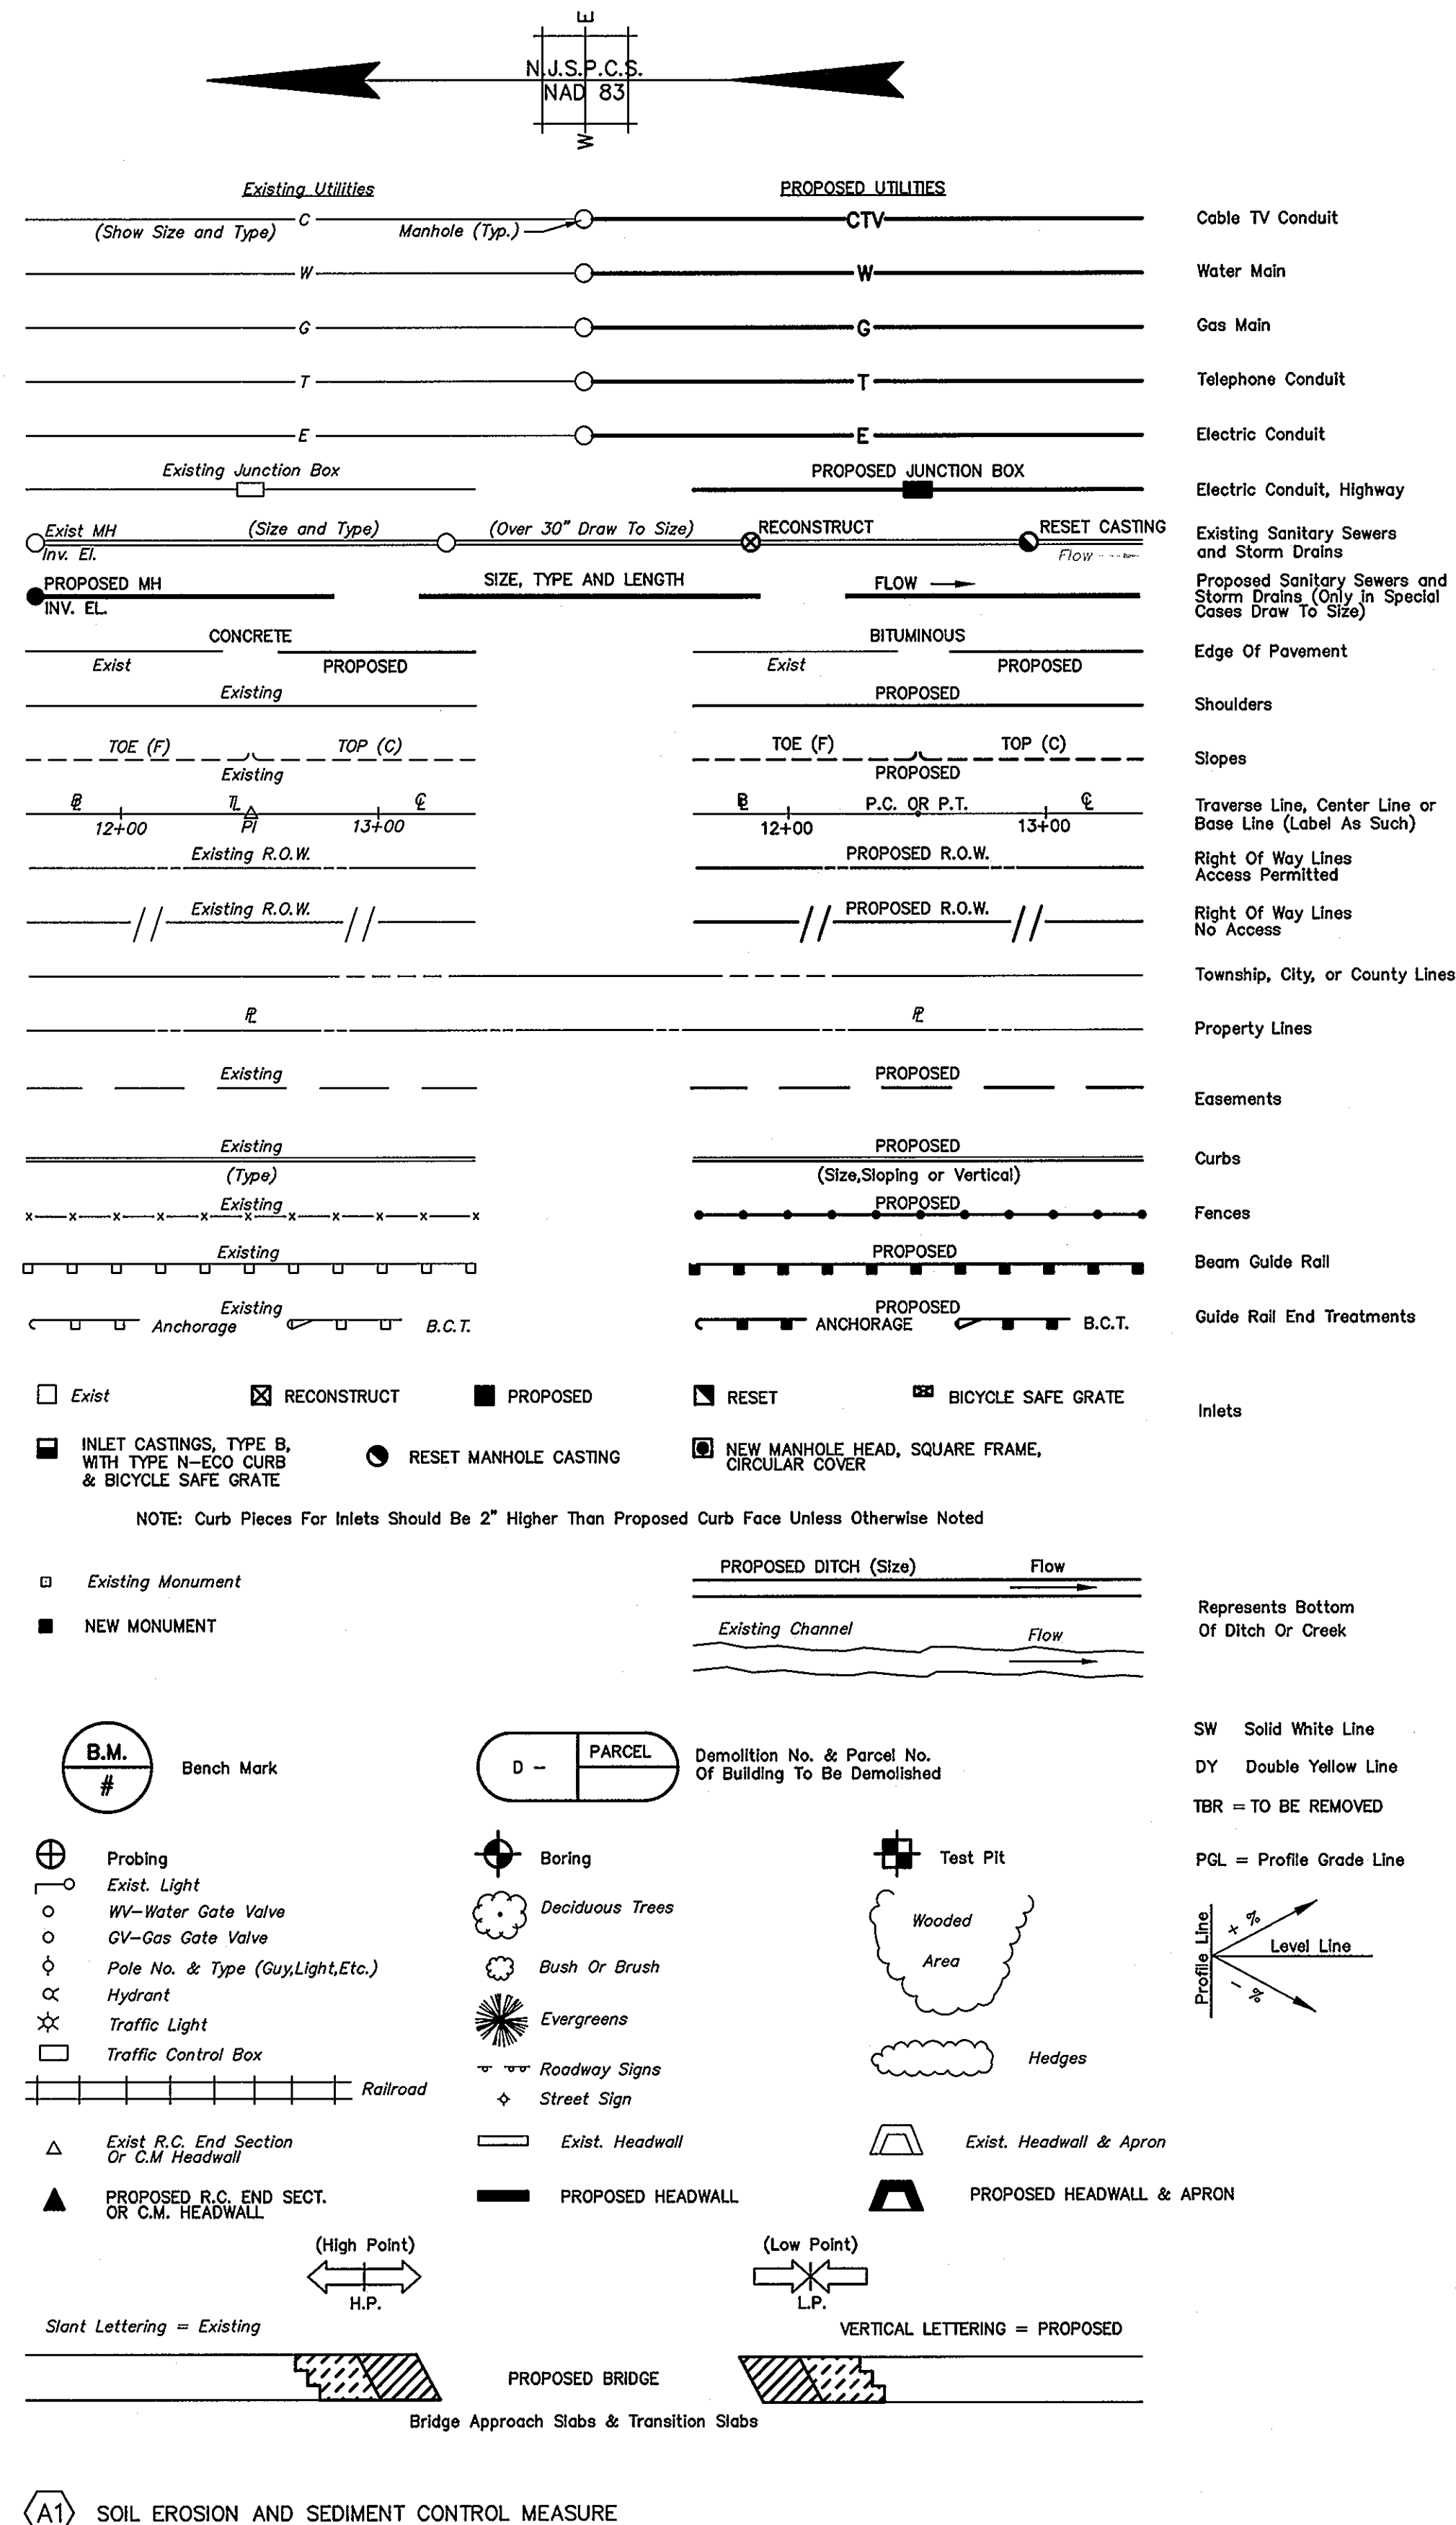 E
N.J.S.P.C.S.
NAD 83
W
Existing Utilities
PROPOSED UTILITIES
C
(Show Size and Type)
Manhole (Typ.)
CTV
Cable TV Conduit
W
W
Water Main
G
G
Gas Main
T
T
Telephone Conduit
E
E
Electric Conduit
Existing Junction Box
PROPOSED JUNCTION BOX
Electric Conduit, Highway
Exist MH
Inv. El.
(Size and Type)
(Over 30" Draw To Size)
RECONSTRUCT
RESET CASTING
Flow
Existing Sanitary Sewers
and Storm Drains
PROPOSED MH
INV. EL.
SIZE, TYPE AND LENGTH
FLOW
Proposed Sanitary Sewers and
Storm Drains (Only in Special
Cases Draw To Size)
CONCRETE
Exist
PROPOSED
BITUMINOUS
Exist
PROPOSED
Edge Of Pavement
Existing
PROPOSED
Shoulders
TOE (F)
TOP (C)
Existing
TOE (F)
TOP (C)
PROPOSED
Slopes
BL
TL
CL
12+00
PI
13+00
BL
P.C. OR P.T.
CL
12+00
13+00
Traverse Line, Center Line or
Base Line (Label As Such)
Existing R.O.W.
PROPOSED R.O.W.
Right Of Way Lines
Access Permitted
Existing R.O.W.
PROPOSED R.O.W.
Right Of Way Lines
No Access
Township, City, or County Lines
PL
PL
Property Lines
Existing
PROPOSED
Easements
Existing
(Type)
PROPOSED
(Size,Sloping or Vertical)
Curbs
Existing
PROPOSED
Fences
Existing
PROPOSED
Beam Guide Rail
Existing
Anchorage
B.C.T.
PROPOSED
ANCHORAGE
B.C.T.
Guide Rail End Treatments
Exist
RECONSTRUCT
PROPOSED
RESET
BICYCLE SAFE GRATE
Inlets
INLET CASTINGS, TYPE B,
WITH TYPE N-ECO CURB
& BICYCLE SAFE GRATE
RESET MANHOLE CASTING
NEW MANHOLE HEAD, SQUARE FRAME,
CIRCULAR COVER
NOTE: Curb Pieces For Inlets Should Be 2" Higher Than Proposed Curb Face Unless Otherwise Noted
Existing Monument
NEW MONUMENT
PROPOSED DITCH (Size)
Flow
Existing Channel
Flow
Represents Bottom
Of Ditch Or Creek
B.M.
#
Bench Mark
D -
PARCEL
Demolition No. & Parcel No.
Of Building To Be Demolished
SW Solid White Line
DY Double Yellow Line
TBR = TO BE REMOVED
Probing
Boring
Test Pit
PGL = Profile Grade Line
Exist. Light
WV-Water Gate Valve
GV-Gas Gate Valve
Pole No. & Type (Guy,Light,Etc.)
Hydrant
Traffic Light
Traffic Control Box
Railroad
Deciduous Trees
Bush Or Brush
Evergreens
Roadway Signs
Street Sign
Wooded
Area
Hedges
Profile Line
+ %
Level Line
- %
Exist R.C. End Section
Or C.M Headwall
Exist. Headwall
Exist. Headwall & Apron
PROPOSED R.C. END SECT.
OR C.M. HEADWALL
PROPOSED HEADWALL
PROPOSED HEADWALL & APRON
(High Point)
H.P.
(Low Point)
L.P.
Slant Lettering = Existing
VERTICAL LETTERING = PROPOSED
PROPOSED BRIDGE
Bridge Approach Slabs & Transition Slabs
A1 SOIL EROSION AND SEDIMENT CONTROL MEASURE